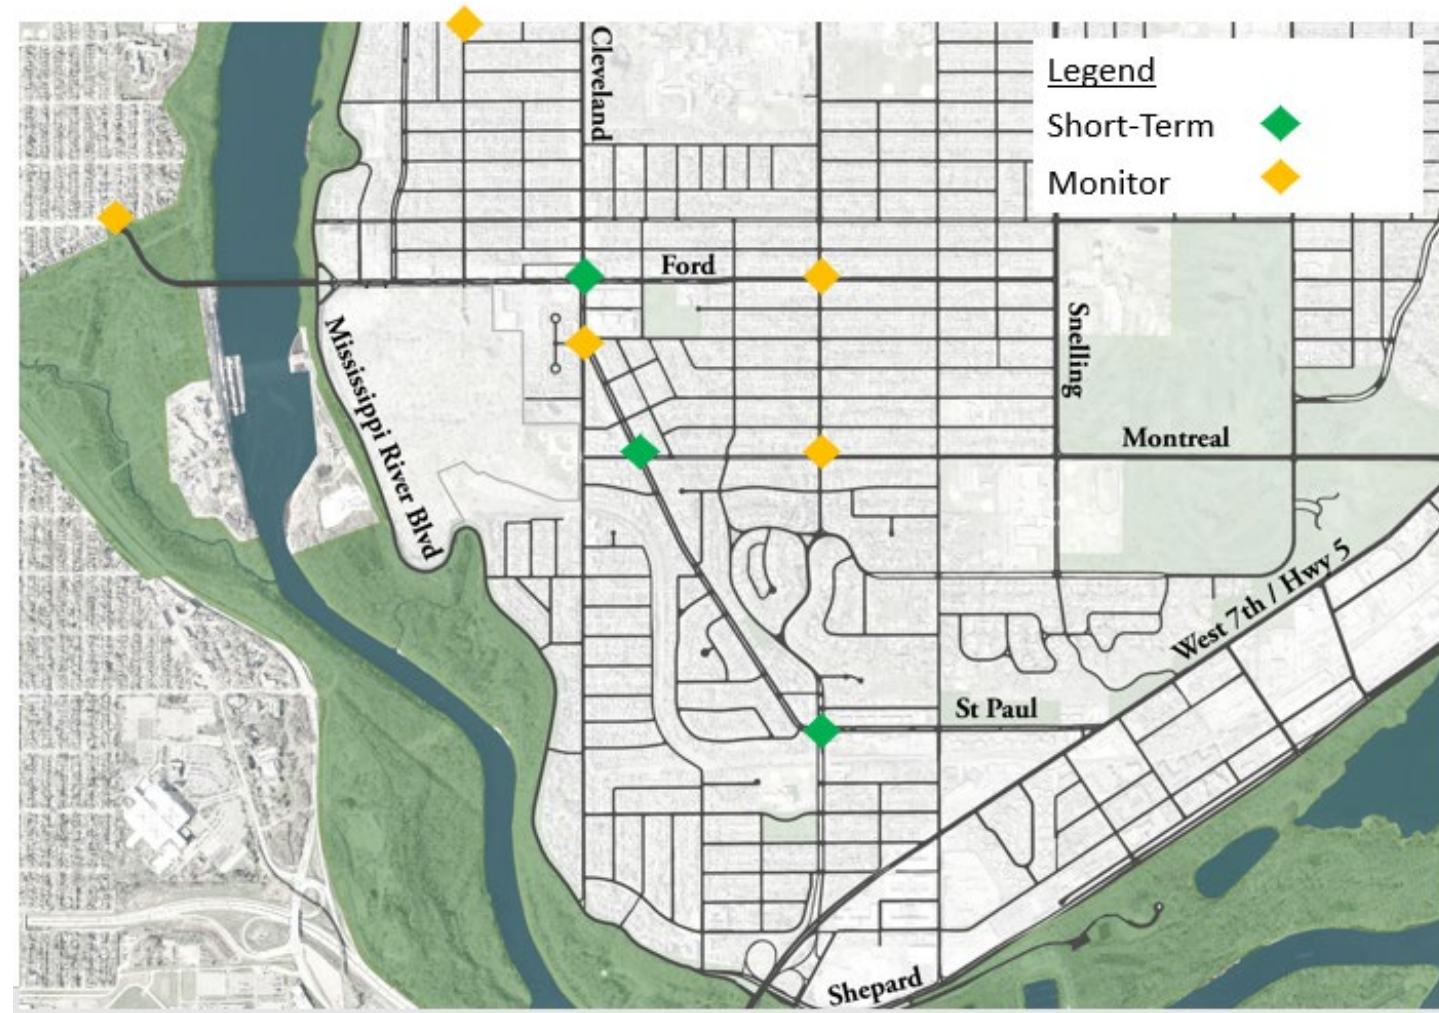 Cleveland
Legend
Short-Term
Monitor
Ford
Mississippi River Blvd
Snelling
Montreal
West 7th / Hwy 5
St Paul
Shepard